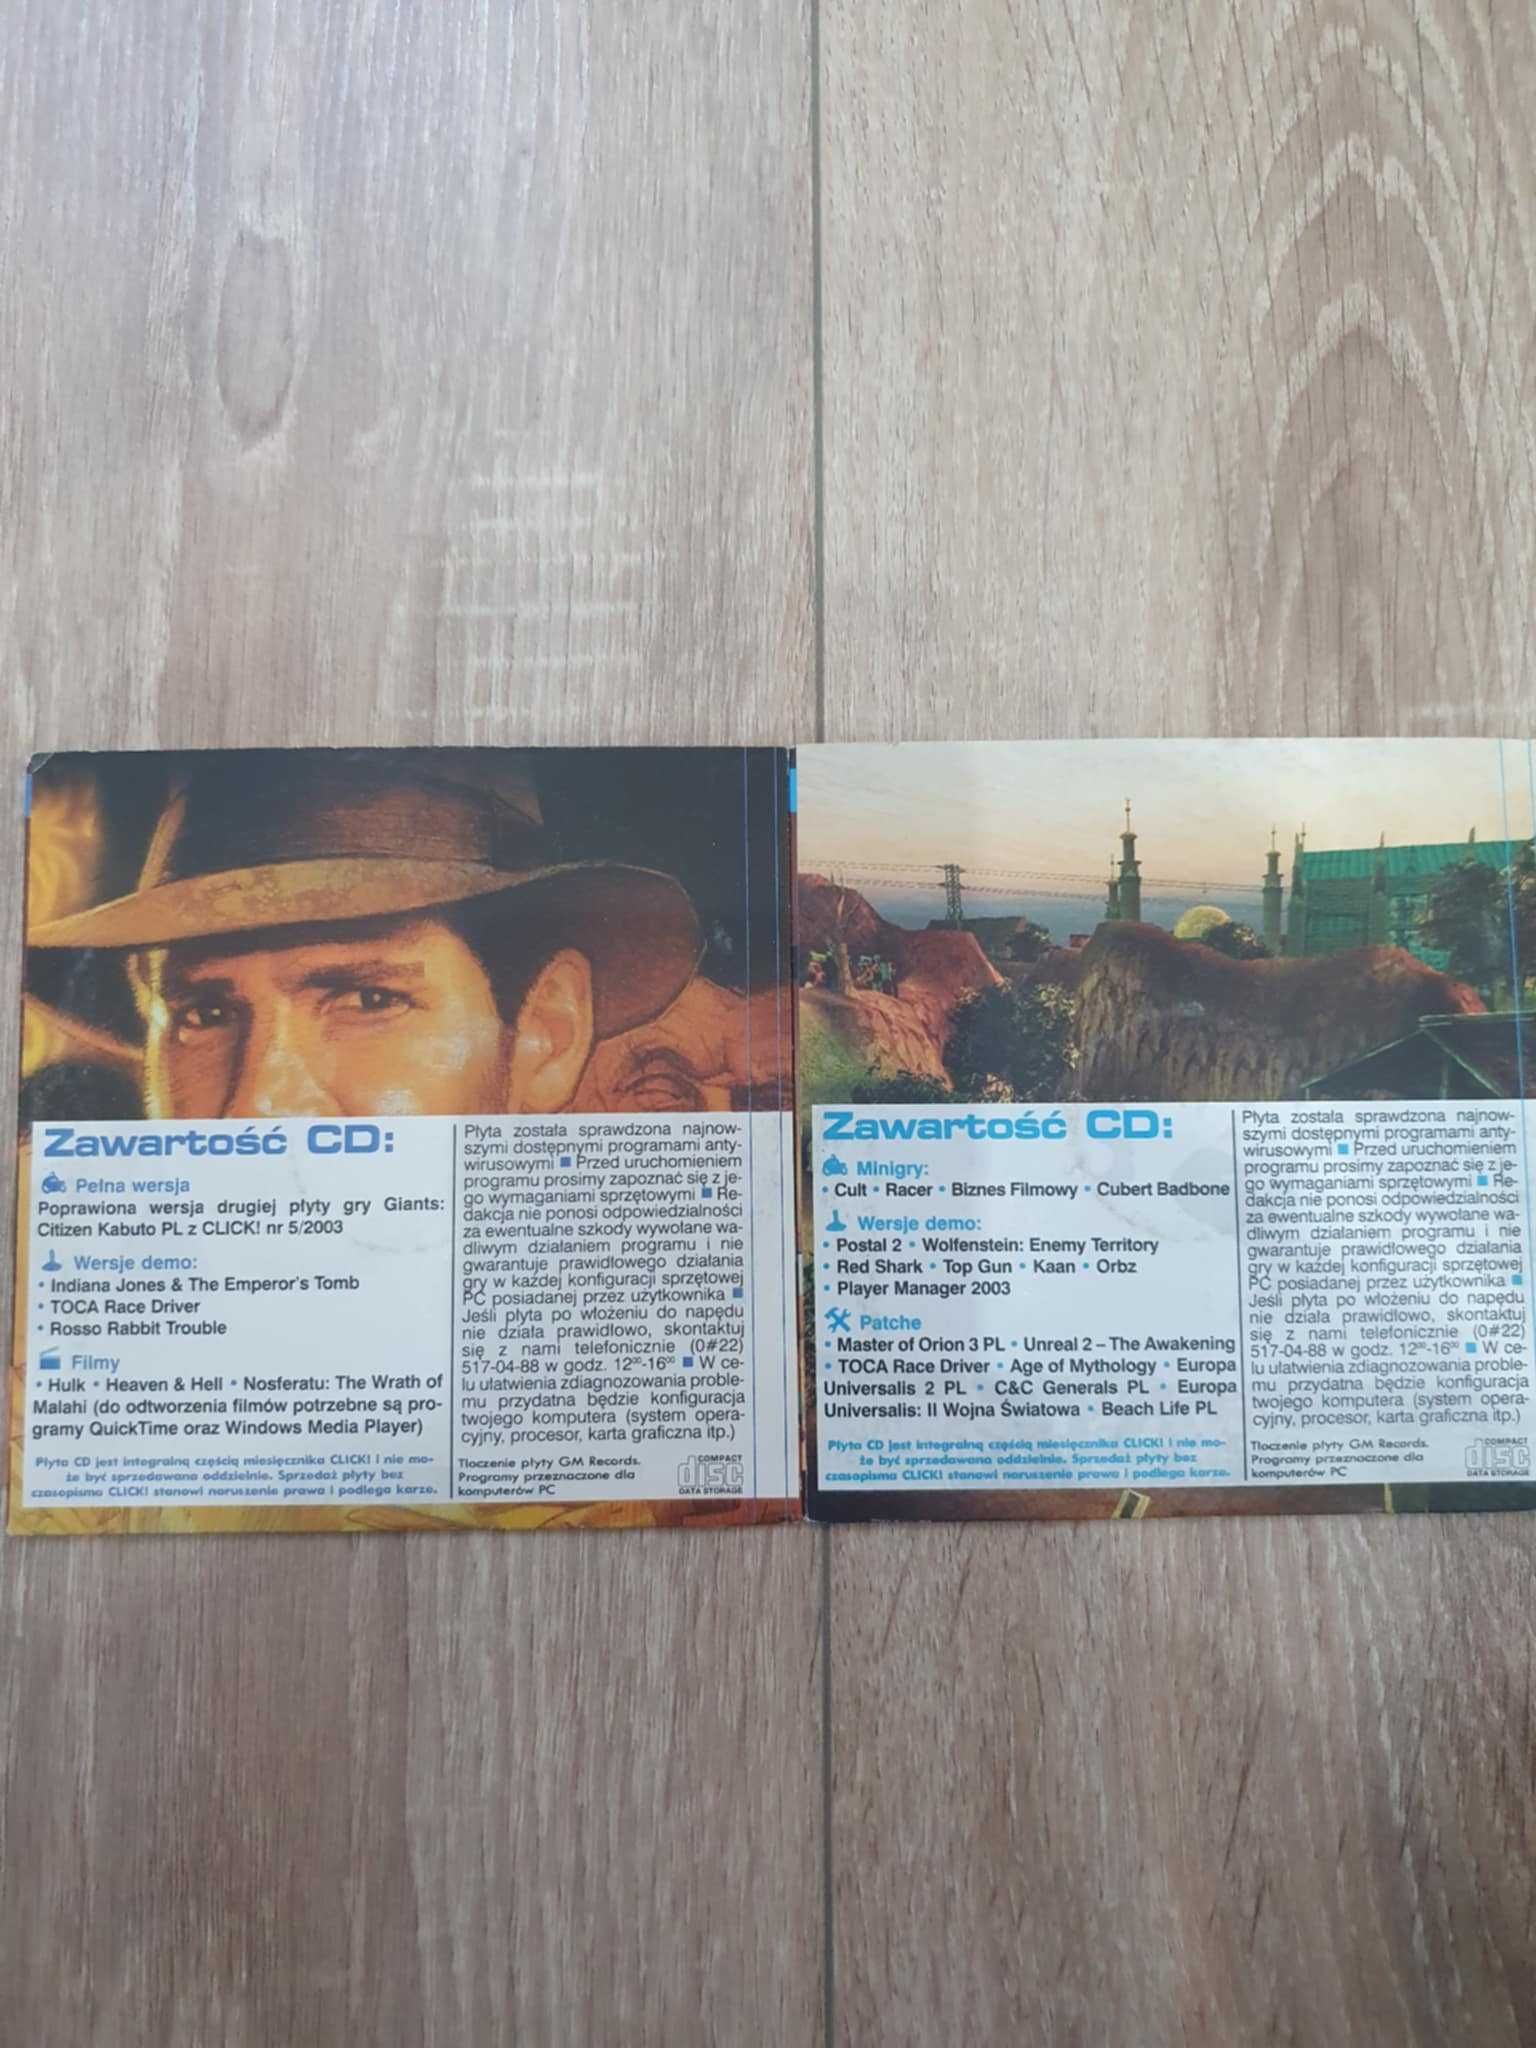 Zawartość CD:
Pełna wersja
Poprawiona wersja drugiej płyty gry Giants:
Citizen Kabuto PL z CLICK! nr 5/2003
Wersje demo:
• Indiana Jones & The Emperor's Tomb
• TOCA Race Driver
• Rosso Rabbit Trouble
Filmy
• Hulk • Heaven & Hell • Nosferatu: The Wrath of
Malahi (do odtworzenia filmów potrzebne są pro-
gramy QuickTime oraz Windows Media Player)
Płyta CD jest integralną częścią miesięcznika CLICK! i nie mo-
że być sprzedawana oddzielnie. Sprzedaż płyty bez
czasopisma CLICK! stanowi naruszenie prawa i podlega karze.
Płyta została sprawdzona najnow-
szymi dostępnymi programami anty-
wirusowymi ■ Przed uruchomieniem
programu prosimy zapoznać się z je-
go wymaganiami sprzętowymi ■ Re-
dakcja nie ponosi odpowiedzialności
za ewentualne szkody wywołane wa-
dliwym działaniem programu i nie
gwarantuje prawidłowego działania
gry w każdej konfiguracji sprzętowej
PC posiadanej przez użytkownika ■
Jeśli płyta po włożeniu do napędu
nie działa prawidłowo, skontaktuj
się z nami telefonicznie (0#22)
517-04-88 w godz. 12⁰⁰-16⁰⁰ ■ W ce-
lu ułatwienia zdiagnozowania proble-
mu przydatna będzie konfiguracja
twojego komputera (system opera-
cyjny, procesor, karta graficzna itp.)
Tłoczenie płyty GM Records.
Programy przeznaczone dla
komputerów PC
COMPACT
disc
DATA STORAGE
Zawartość CD:
Minigry:
• Cult • Racer • Biznes Filmowy • Cubert Badbone
Wersje demo:
• Postal 2 • Wolfenstein: Enemy Territory
• Red Shark • Top Gun • Kaan • Orbz
• Player Manager 2003
Patche
• Master of Orion 3 PL • Unreal 2 – The Awakening
• TOCA Race Driver • Age of Mythology • Europa
Universalis 2 PL • C&C Generals PL • Europa
Universalis: II Wojna Światowa • Beach Life PL
Płyta CD jest integralną częścią miesięcznika CLICK! i nie mo-
że być sprzedawana oddzielnie. Sprzedaż płyty bez
czasopisma CLICK! stanowi naruszenie prawa i podlega karze.
Płyta została sprawdzona najnow-
szymi dostępnymi programami anty-
wirusowymi ■ Przed uruchomieniem
programu prosimy zapoznać się z je-
go wymaganiami sprzętowymi ■ Re-
dakcja nie ponosi odpowiedzialności
za ewentualne szkody wywołane wa-
dliwym działaniem programu i nie
gwarantuje prawidłowego działania
gry w każdej konfiguracji sprzętowej
PC posiadanej przez użytkownika ■
Jeśli płyta po włożeniu do napędu
nie działa prawidłowo, skontaktuj
się z nami telefonicznie (0#22)
517-04-88 w godz. 12⁰⁰-16⁰⁰ ■ W ce-
lu ułatwienia zdiagnozowania proble-
mu przydatna będzie konfiguracja
twojego komputera (system opera-
cyjny, procesor, karta graficzna itp.)
Tłoczenie płyty GM Records.
Programy przeznaczone dla
komputerów PC
COMPACT
disc
DATA STORAGE